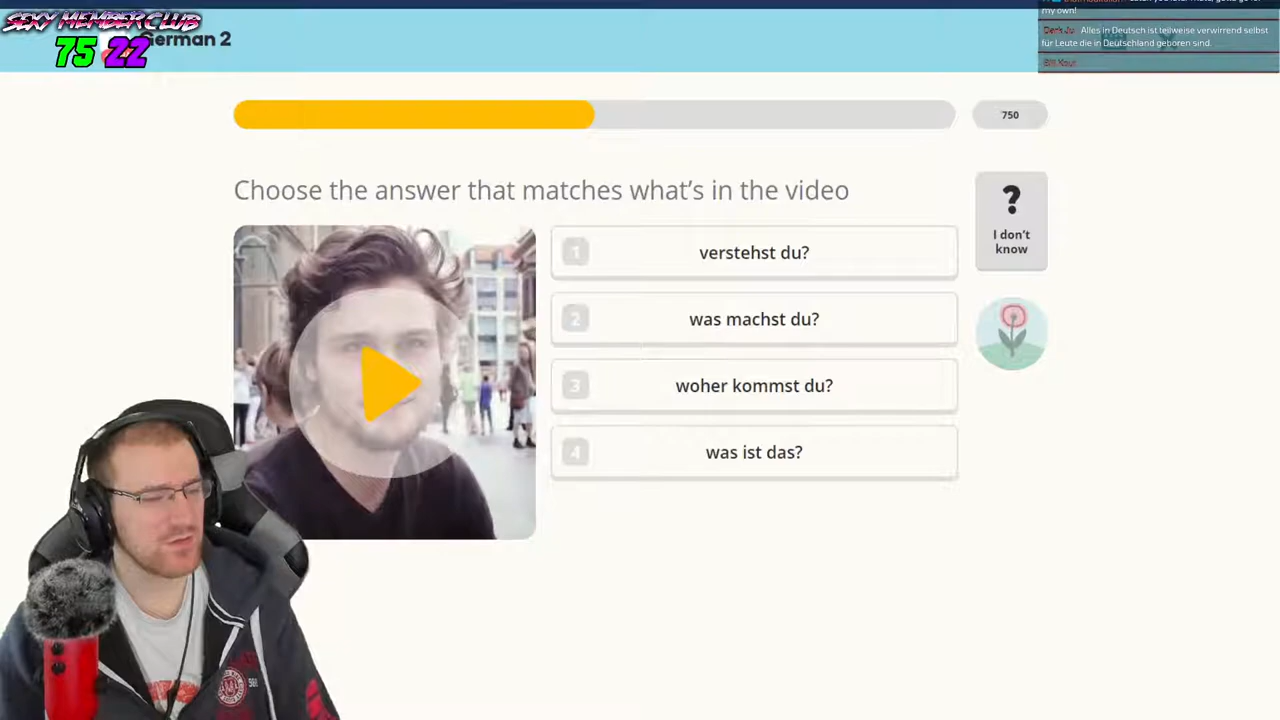 SEXY MEMBER CLUB
75 22
German 2
my own!
Alles in Deutsch ist teilweise verwirrend selbst
für Leute die in Deutschland geboren sind.
750
Choose the answer that matches what's in the video
?
I don't
know
1 verstehst du?
2 was machst du?
3 woher kommst du?
4 was ist das?